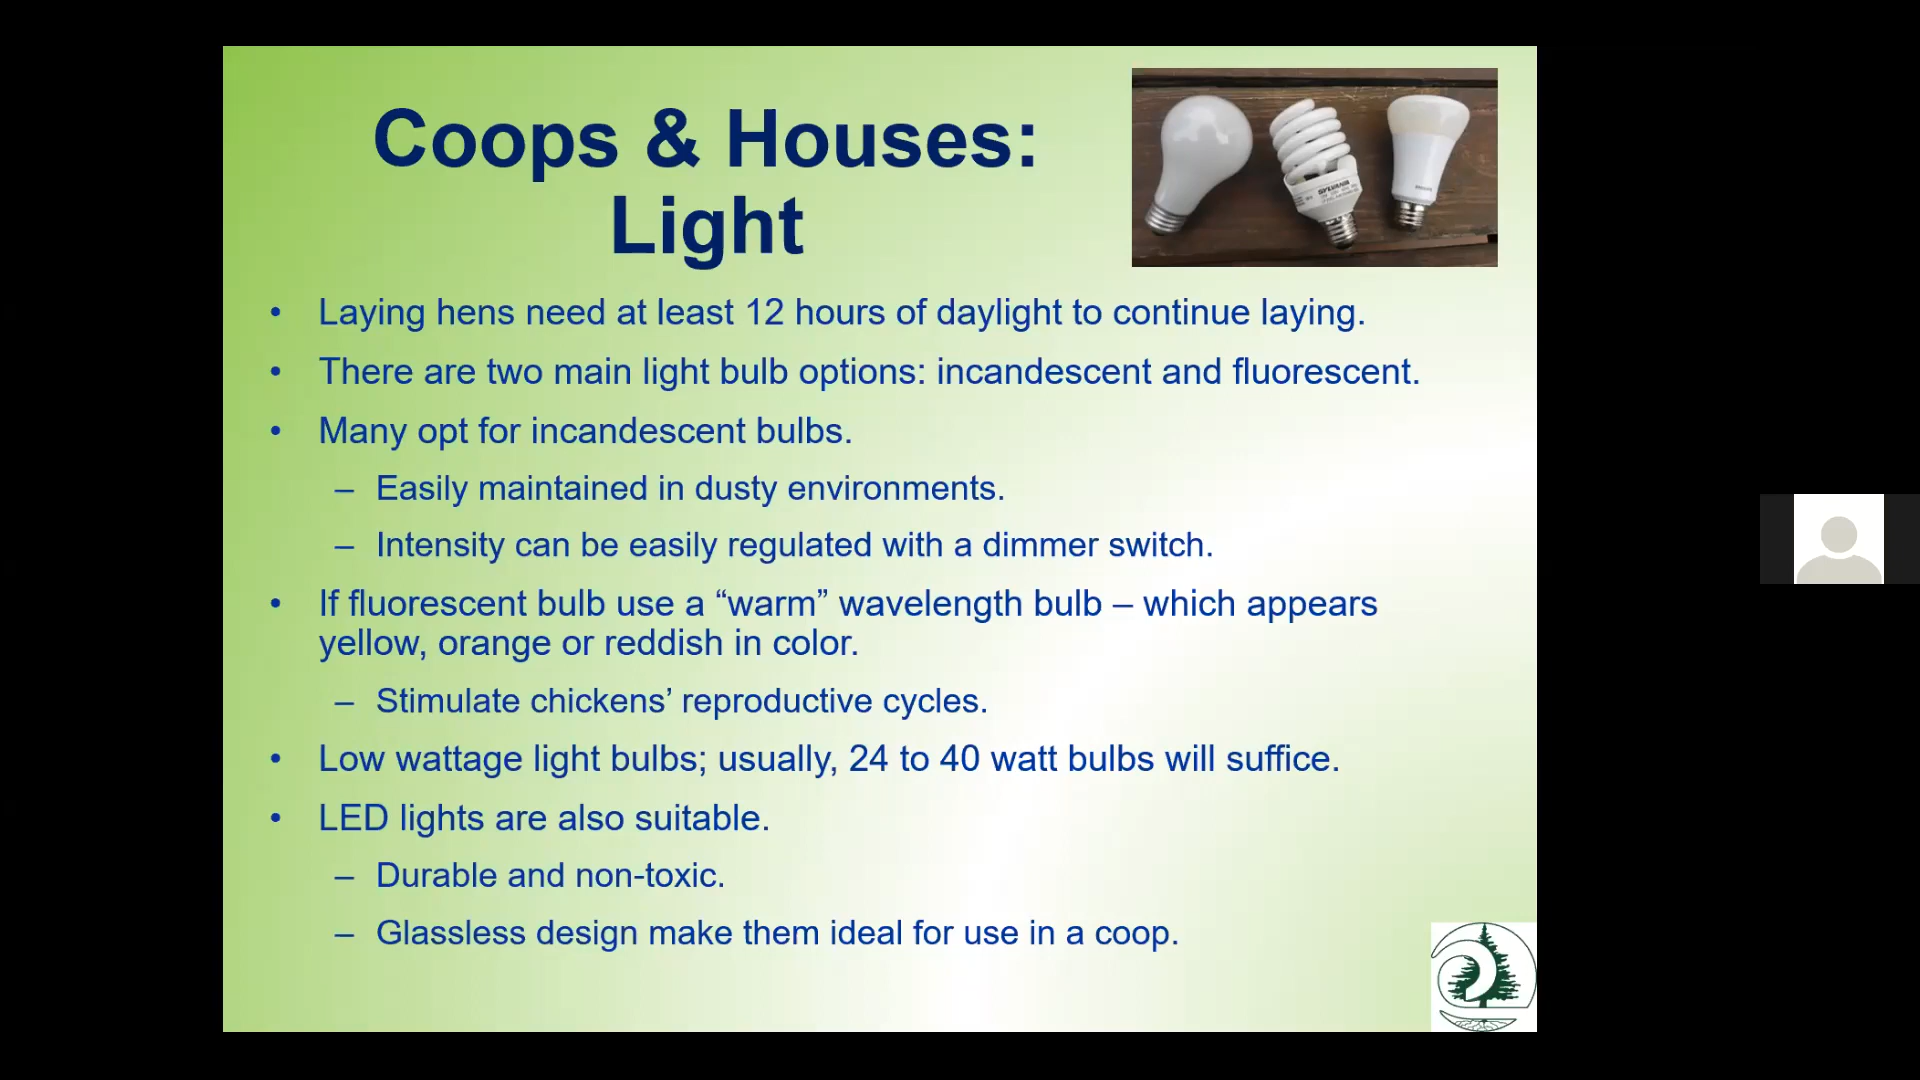 Coops & Houses:
Light
SYLVANIA
• Laying hens need at least 12 hours of daylight to continue laying.
• There are two main light bulb options: incandescent and fluorescent.
• Many opt for incandescent bulbs.
– Easily maintained in dusty environments.
– Intensity can be easily regulated with a dimmer switch.
• If fluorescent bulb use a “warm” wavelength bulb – which appears
yellow, orange or reddish in color.
– Stimulate chickens’ reproductive cycles.
• Low wattage light bulbs; usually, 24 to 40 watt bulbs will suffice.
• LED lights are also suitable.
– Durable and non-toxic.
– Glassless design make them ideal for use in a coop.